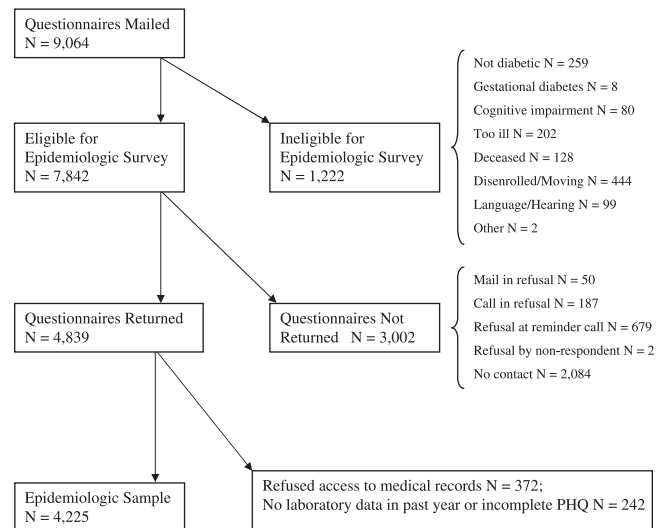 Questionnaires Mailed
N = 9,064
Not diabetic N = 259
Gestational diabetes N = 8
Cognitive impairment N = 80
Too ill N = 202
Deceased N = 128
Disenrolled/Moving N = 444
Language/Hearing N = 99
Other N = 2
Eligible for
Epidemiologic Survey
N = 7,842
Ineligible for
Epidemiologic Survey
N = 1,222
Mail in refusal N = 50
Call in refusal N = 187
Refusal at reminder call N = 679
Refusal by non-respondent N = 2
No contact N = 2,084
Questionnaires Returned
N = 4,839
Questionnaires Not
Returned N = 3,002
Refused access to medical records N = 372;
No laboratory data in past year or incomplete PHQ N = 242
Epidemiologic Sample
N = 4,225